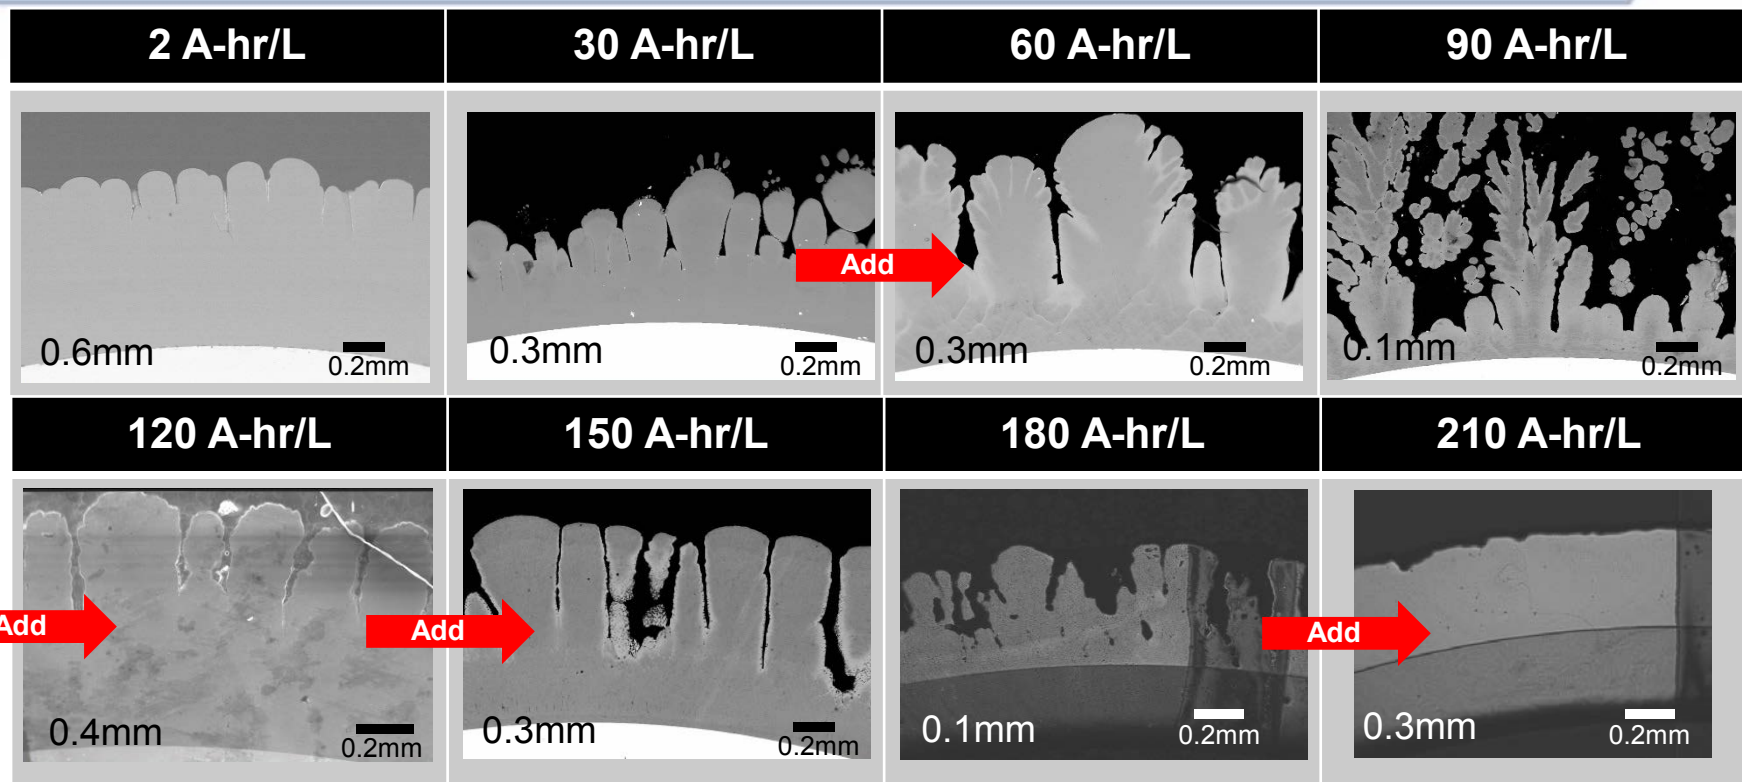 2 A-hr/L
30 A-hr/L
60 A-hr/L
90 A-hr/L
0.6mm
0.2mm
0.3mm
0.2mm
Add
0.3mm
0.2mm
0.1mm
0.2mm
120 A-hr/L
150 A-hr/L
180 A-hr/L
210 A-hr/L
Add
0.4mm
0.2mm
Add
0.3mm
0.2mm
0.1mm
0.2mm
Add
0.3mm
0.2mm